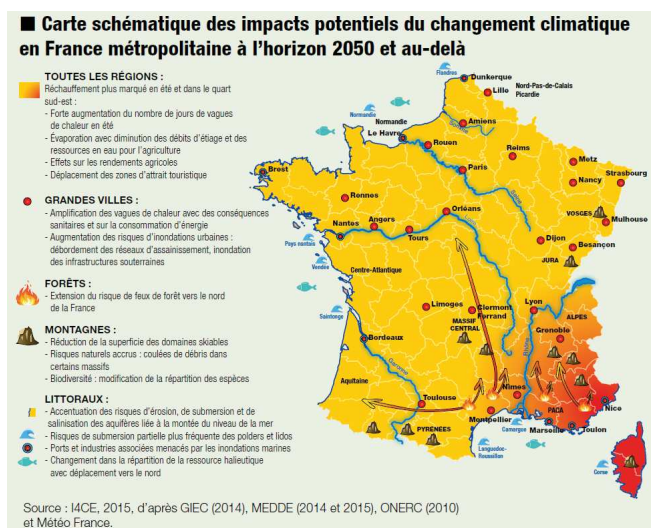 ■ Carte schématique des impacts potentiels du changement climatique
en France métropolitaine à l'horizon 2050 et au-delà
TOUTES LES RÉGIONS :
Réchauffement plus marqué en été et dans le quart
sud-est :
- Forte augmentation du nombre de jours de vagues
de chaleur en été
- Évaporation avec diminution des débits d'étiage et des
ressources en eau pour l'agriculture
- Effets sur les rendements agricoles
- Déplacement des zones d'attrait touristique
GRANDES VILLES :
- Amplification des vagues de chaleur avec des conséquences
sanitaires et sur la consommation d'énergie
- Augmentation des risques d'inondations urbaines :
débordement des réseaux d'assainissement, inondation
des infrastructures souterraines
FORÊTS :
- Extension du risque de feux de forêt vers le nord
de la France
MONTAGNES :
- Réduction de la superficie des domaines skiables
- Risques naturels accrus : coulées de débris dans
certains massifs
- Biodiversité : modification de la répartition des espèces
LITTORAUX :
- Accentuation des risques d'érosion, de submersion et de
salinisation des aquifères liée à la montée du niveau de la mer
- Risques de submersion partielle plus fréquente des polders et lidos
- Ports et industries associées menacés par les inondations marines
- Changement dans la répartition de la ressource halieutique
avec déplacement vers le nord
Flandres
Dunkerque
Nord-Pas-de-Calais
Picardie
Lille
Normandie
Normandie
Le Havre
Amiens
Rouen
Reims
Metz
Paris
Nancy
Strasbourg
Brest
Seine
Rennes
VOSGES
Mulhouse
Orléans
Loire
Nantes
Angers
Tours
Dijon
Besançon
Pays nantais
JURA
Vendée
Centre-Atlantique
Limoges
Clermont
Ferrand
Lyon
ALPES
Saintonge
MASSIF
CENTRAL
Grenoble
Bordeaux
Rhône
Garonne
Aquitaine
Toulouse
Nîmes
Nice
Montpellier
PACA
Camargue
Marseille
Toulon
PYRÉNÉES
Languedoc-
Roussillon
Corse
Source : I4CE, 2015, d'après GIEC (2014), MEDDE (2014 et 2015), ONERC (2010)
et Météo France.